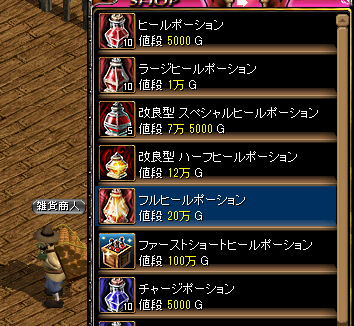 SHOP
ヒールポーション
10
値段 5000 G
ラージヒールポーション
10
値段 1万 G
改良型 スペシャルヒールポーション
5
値段 7万 5000 G
改良型 ハーフヒールポーション
値段 12万 G
フルヒールポーション
10
値段 20万 G
雑貨商人
ファーストショートヒールポーション
値段 100万 G
チャージポーション
10
値段 5000 G